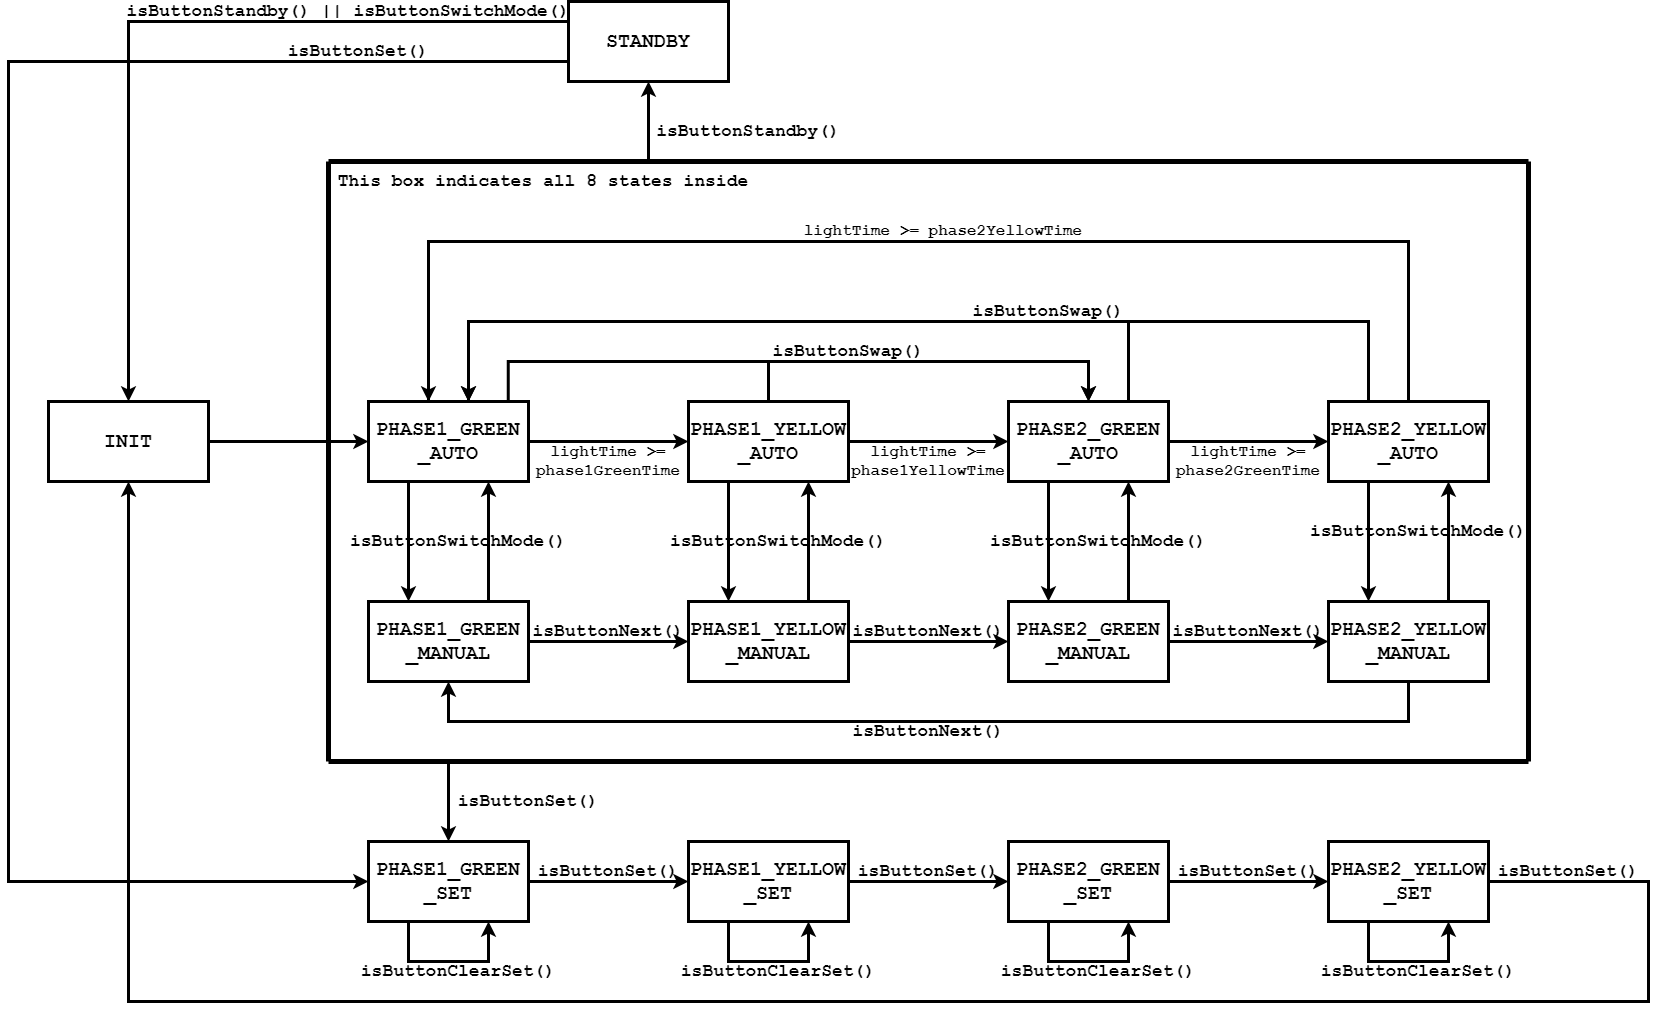 isButtonStandby() || isButtonSwitchMode()
STANDBY
isButtonSet()
isButtonStandby()
This box indicates all 8 states inside
lightTime >= phase2YellowTime
isButtonSwap()
isButtonSwap()
INIT
PHASE1_GREEN
_AUTO
lightTime >=
phase1GreenTime
PHASE1_YELLOW
_AUTO
lightTime >=
phase1YellowTime
PHASE2_GREEN
_AUTO
lightTime >=
phase2GreenTime
PHASE2_YELLOW
_AUTO
isButtonSwitchMode()
isButtonSwitchMode()
isButtonSwitchMode()
isButtonSwitchMode()
PHASE1_GREEN
_MANUAL
isButtonNext()
PHASE1_YELLOW
_MANUAL
isButtonNext()
PHASE2_GREEN
_MANUAL
isButtonNext()
PHASE2_YELLOW
_MANUAL
isButtonNext()
isButtonSet()
PHASE1_GREEN
_SET
isButtonSet()
PHASE1_YELLOW
_SET
isButtonSet()
PHASE2_GREEN
_SET
isButtonSet()
PHASE2_YELLOW
_SET
isButtonSet()
isButtonClearSet()
isButtonClearSet()
isButtonClearSet()
isButtonClearSet()